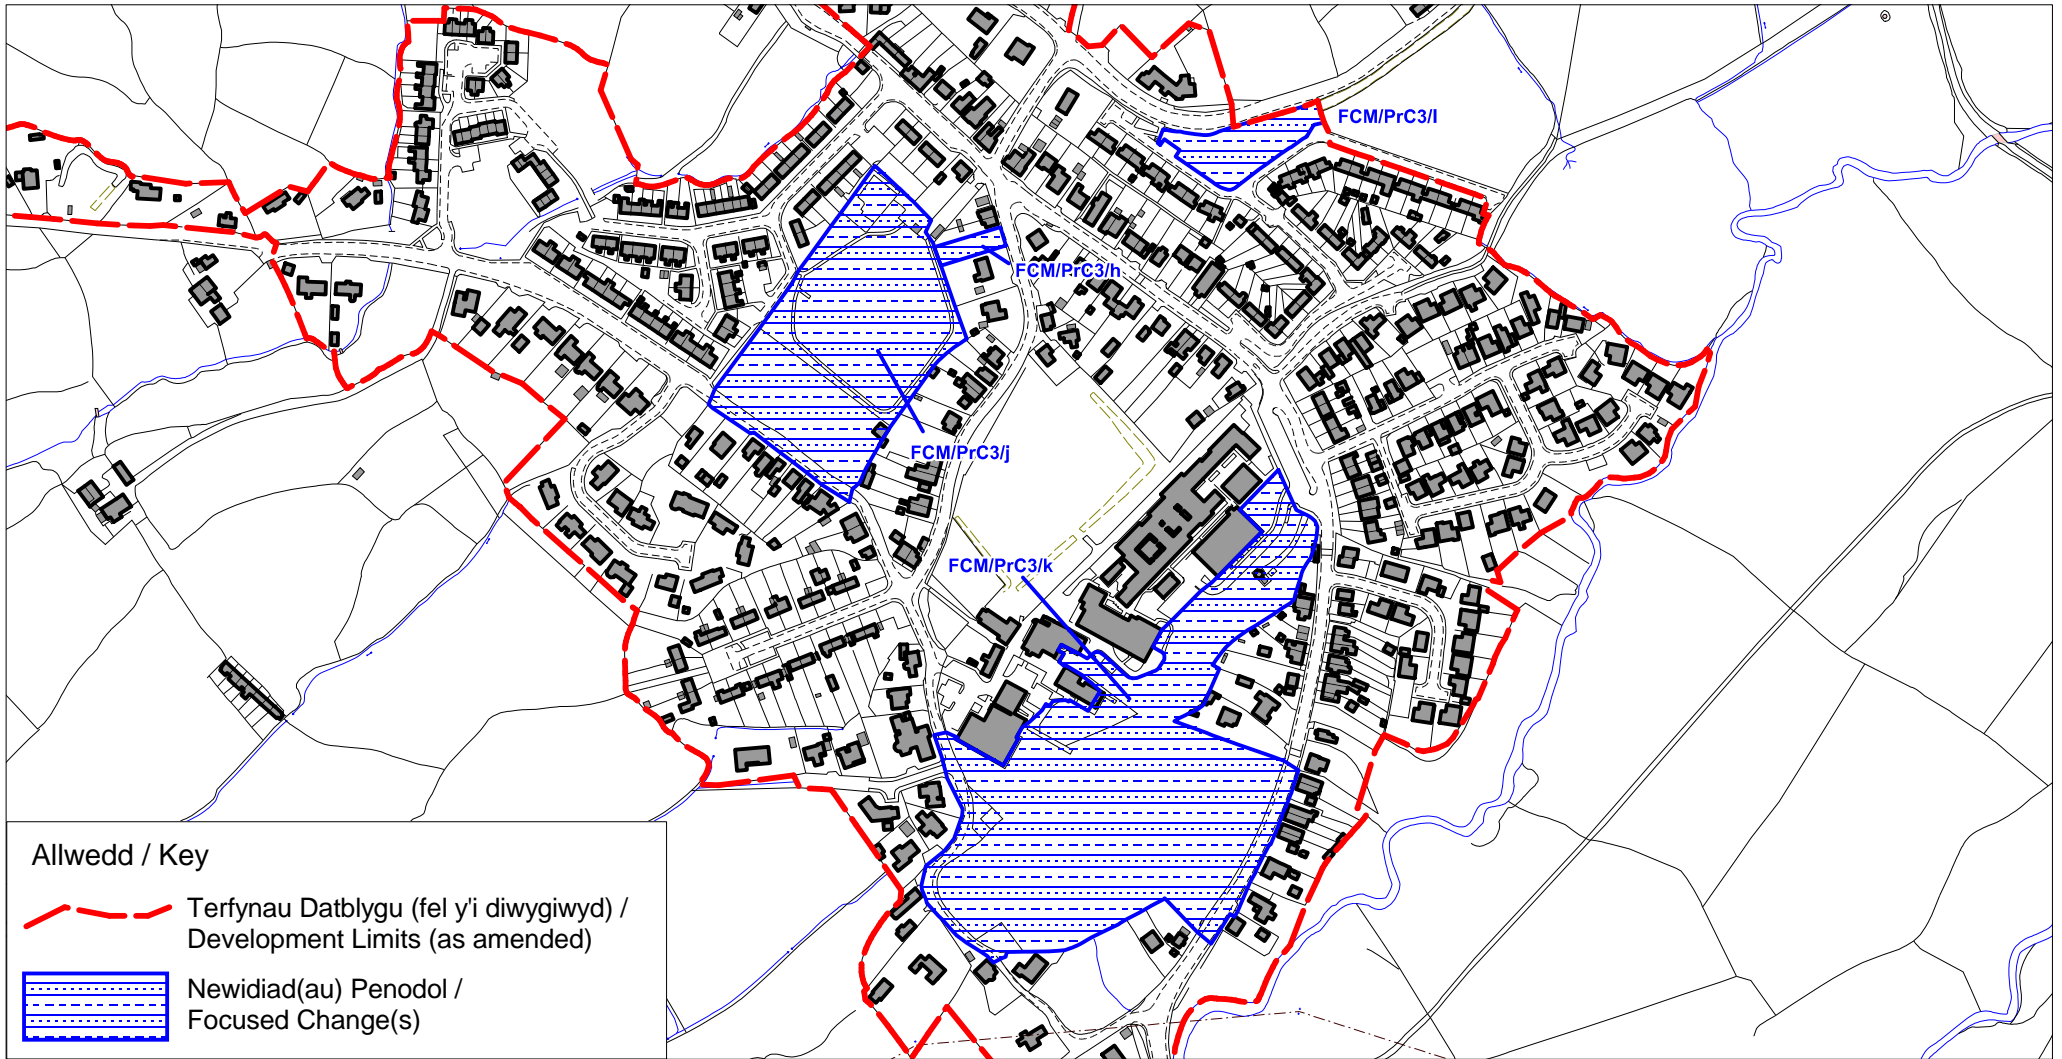 FCM/PrC3/l
FCM/PrC3/h
FCM/PrC3/j
FCM/PrC3/k
Allwedd / Key
Terfynau Datblygu (fel y'i diwygiwyd) /
Development Limits (as amended)
Newidiad(au) Penodol /
Focused Change(s)